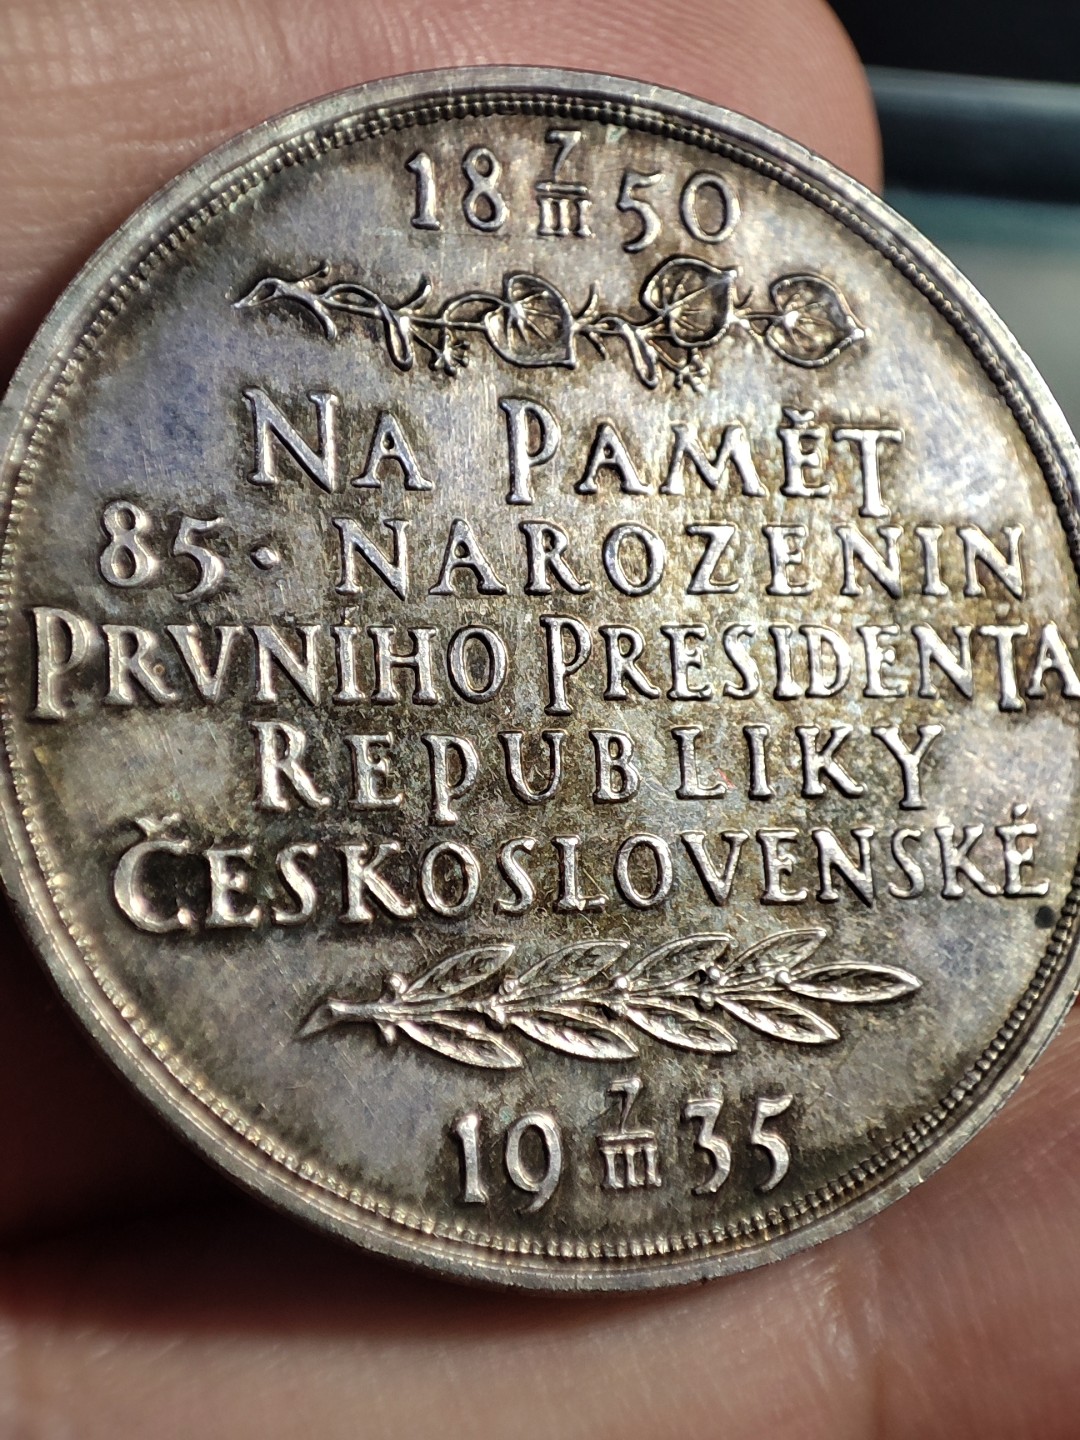 18 7/III 50
NA PAMĚT
85. NAROZENIN
PRVNÍHO PRESIDENTA
REPUBLIKY
ČESKOSLOVENSKÉ
19 7/III 35